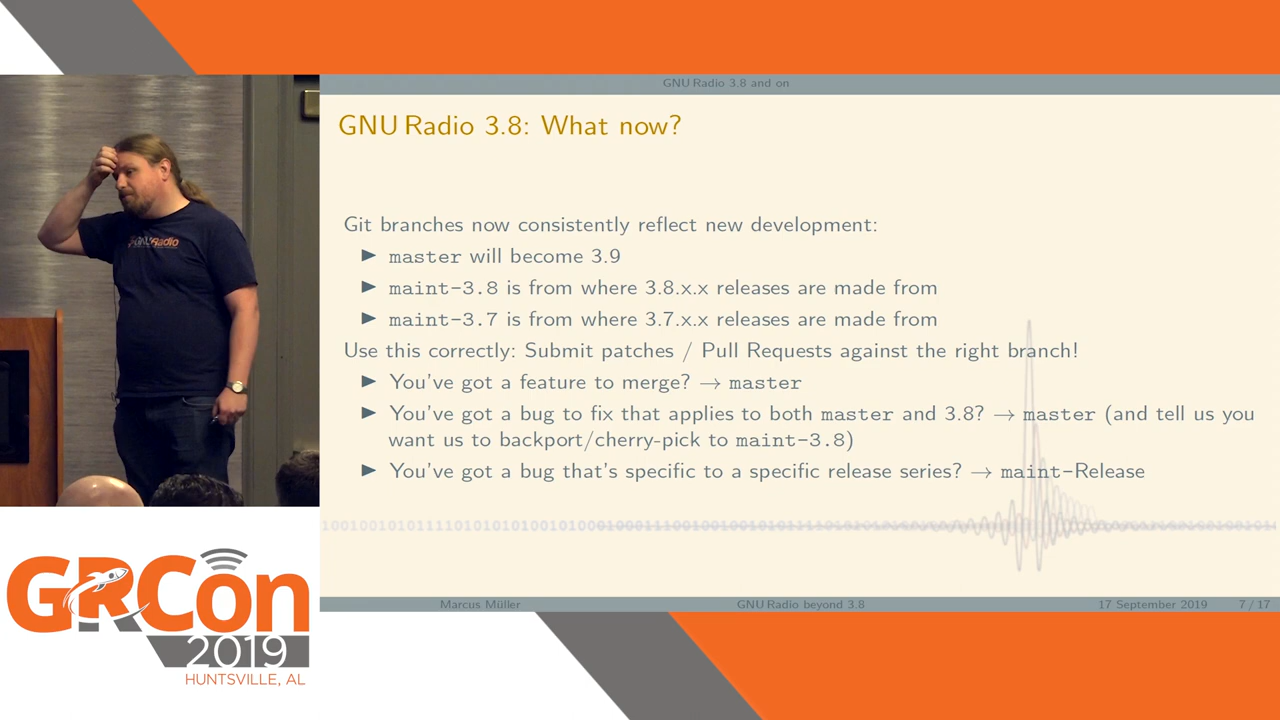 GNU Radio 3.8 and on
GNU Radio 3.8: What now?
Git branches now consistently reflect new development:
▶ master will become 3.9
▶ maint-3.8 is from where 3.8.x.x releases are made from
▶ maint-3.7 is from where 3.7.x.x releases are made from
Use this correctly: Submit patches / Pull Requests against the right branch!
▶ You've got a feature to merge? → master
▶ You've got a bug to fix that applies to both master and 3.8? → master (and tell us you
want us to backport/cherry-pick to maint-3.8)
▶ You've got a bug that's specific to a specific release series? → maint-Release
Marcus Müller
GNU Radio beyond 3.8
17 September 2019
7 / 17
GNURadio
GRCon
2019
HUNTSVILLE, AL